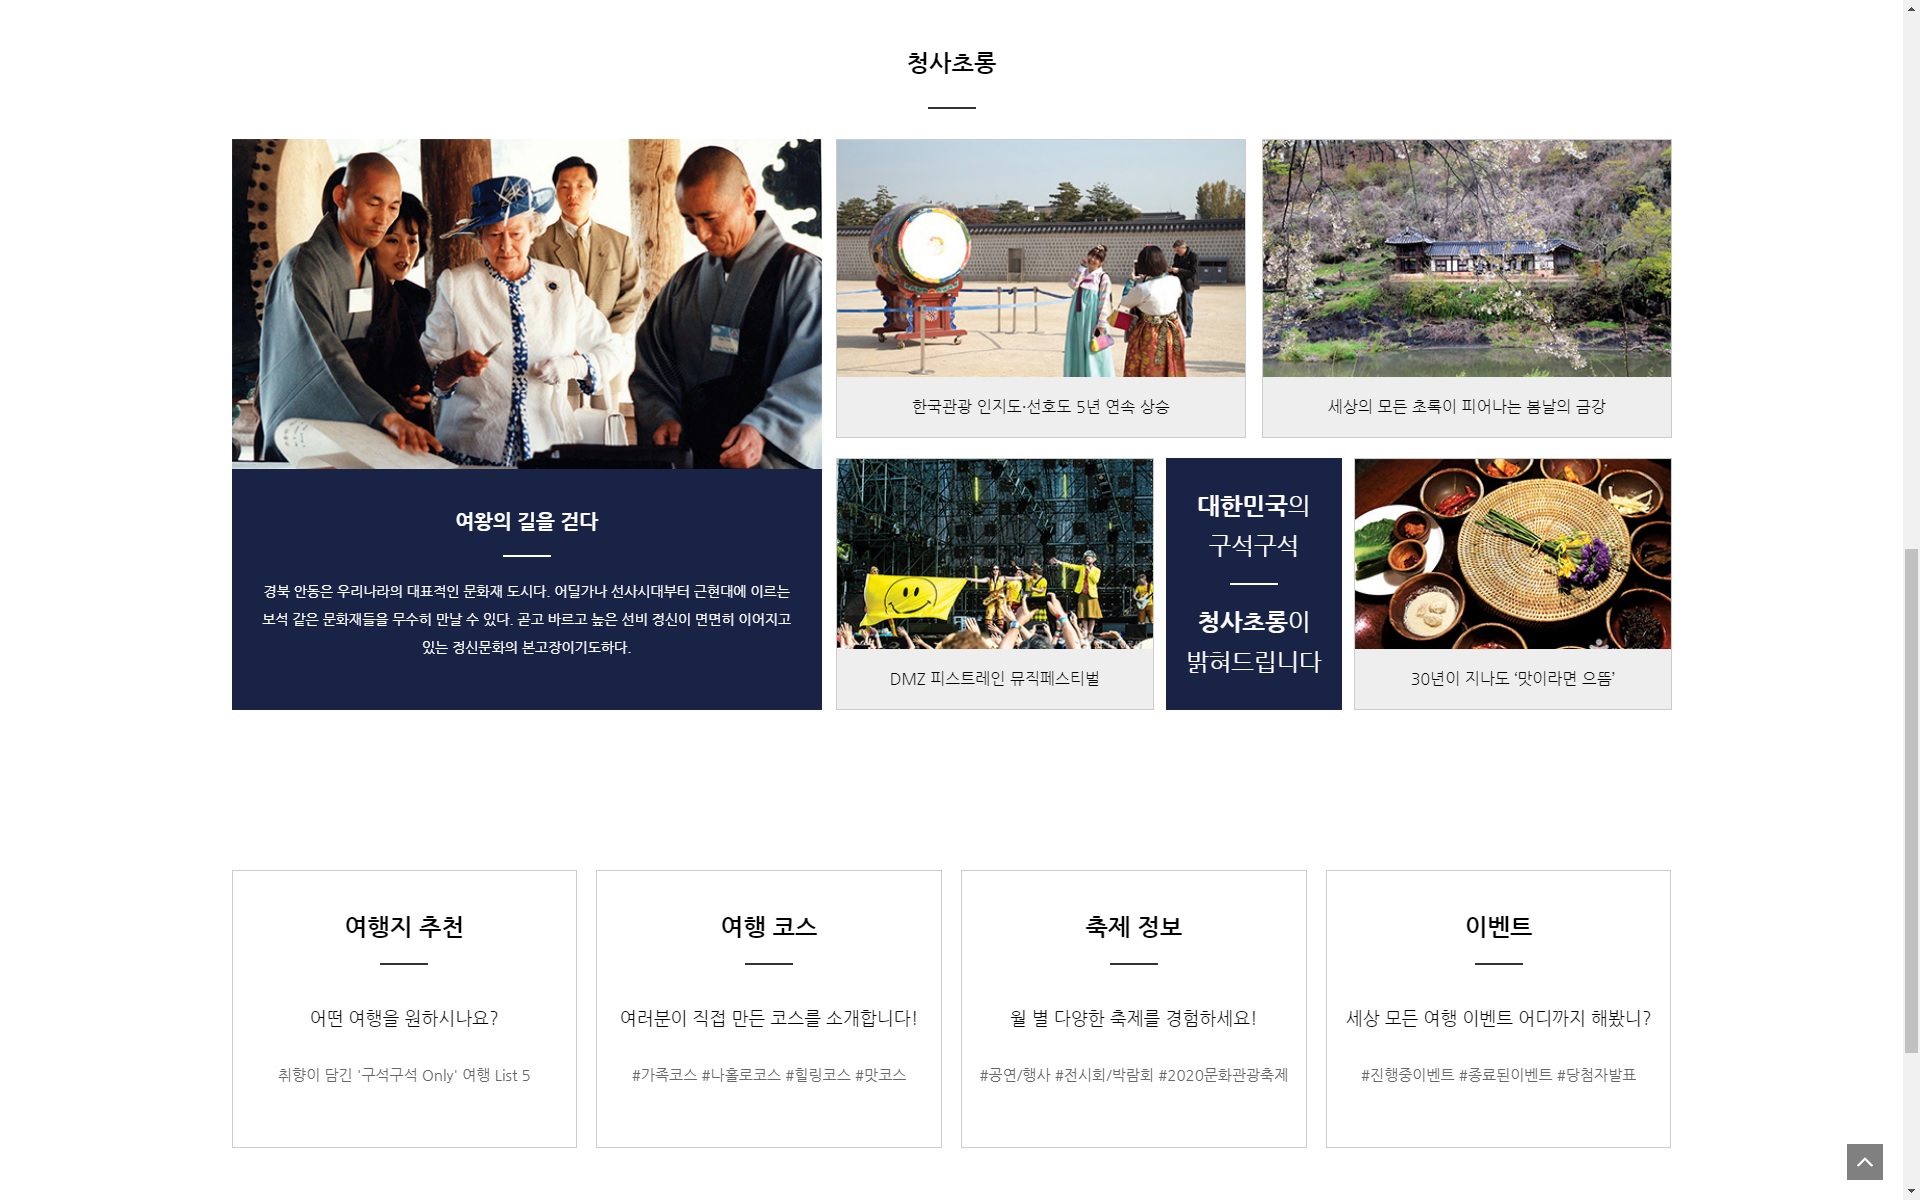 청사초롱
여왕의 길을 걷다
경북 안동은 우리나라의 대표적인 문화재 도시다. 어딜가나 선사시대부터 근현대에 이르는
보석 같은 문화재들을 무수히 만날 수 있다. 곧고 바르고 높은 선비 정신이 면면히 이어지고
있는 정신문화의 본고장이기도하다.
한국관광 인지도·선호도 5년 연속 상승
세상의 모든 초록이 피어나는 봄날의 금강
DMZ 피스트레인 뮤직페스티벌
대한민국의
구석구석
청사초롱이
밝혀드립니다
30년이 지나도 ‘맛이라면 으뜸’
여행지 추천
어떤 여행을 원하시나요?
취향이 담긴 '구석구석 Only' 여행 List 5
여행 코스
여러분이 직접 만든 코스를 소개합니다!
#가족코스 #나홀로코스 #힐링코스 #맛코스
축제 정보
월 별 다양한 축제를 경험하세요!
#공연/행사 #전시회/박람회 #2020문화관광축제
이벤트
세상 모든 여행 이벤트 어디까지 해봤니?
#진행중이벤트 #종료된이벤트 #당첨자발표